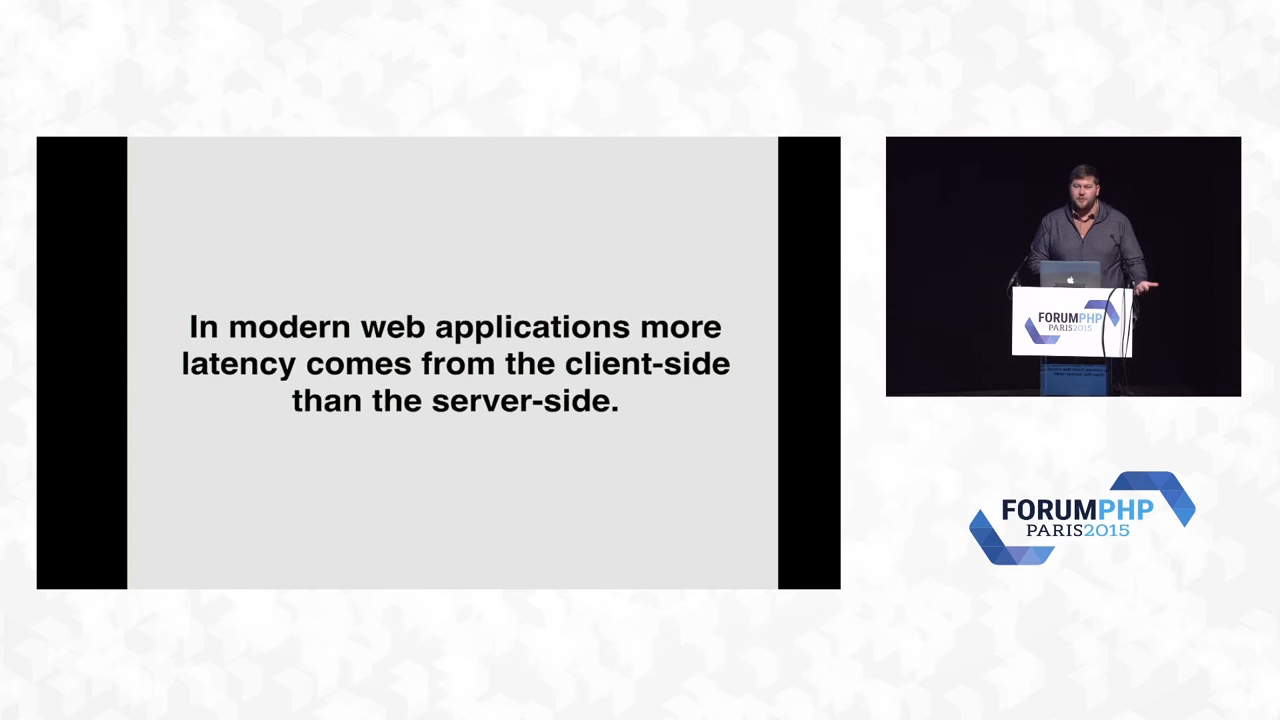 In modern web applications more
latency comes from the client-side
than the server-side.
FORUMPHP
PARIS2015
FORUMPHP
PARIS2015